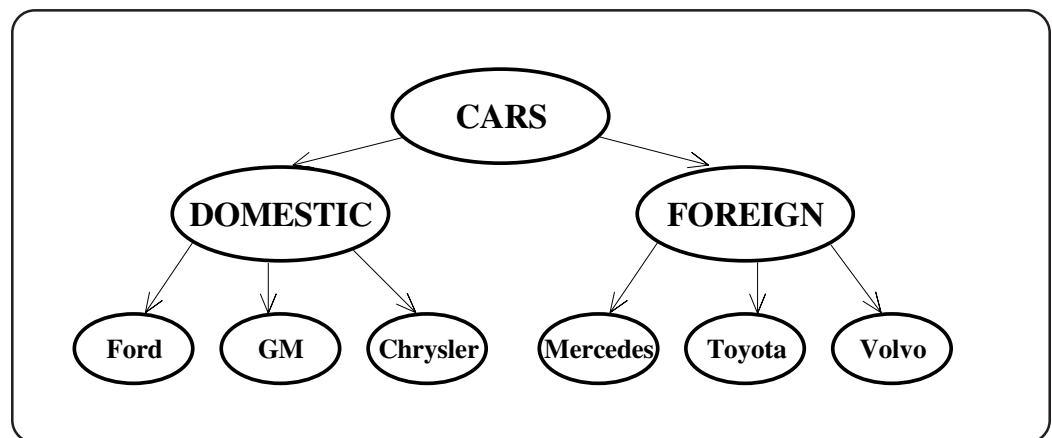 CARS
DOMESTIC
FOREIGN
Ford
GM
Chrysler
Mercedes
Toyota
Volvo